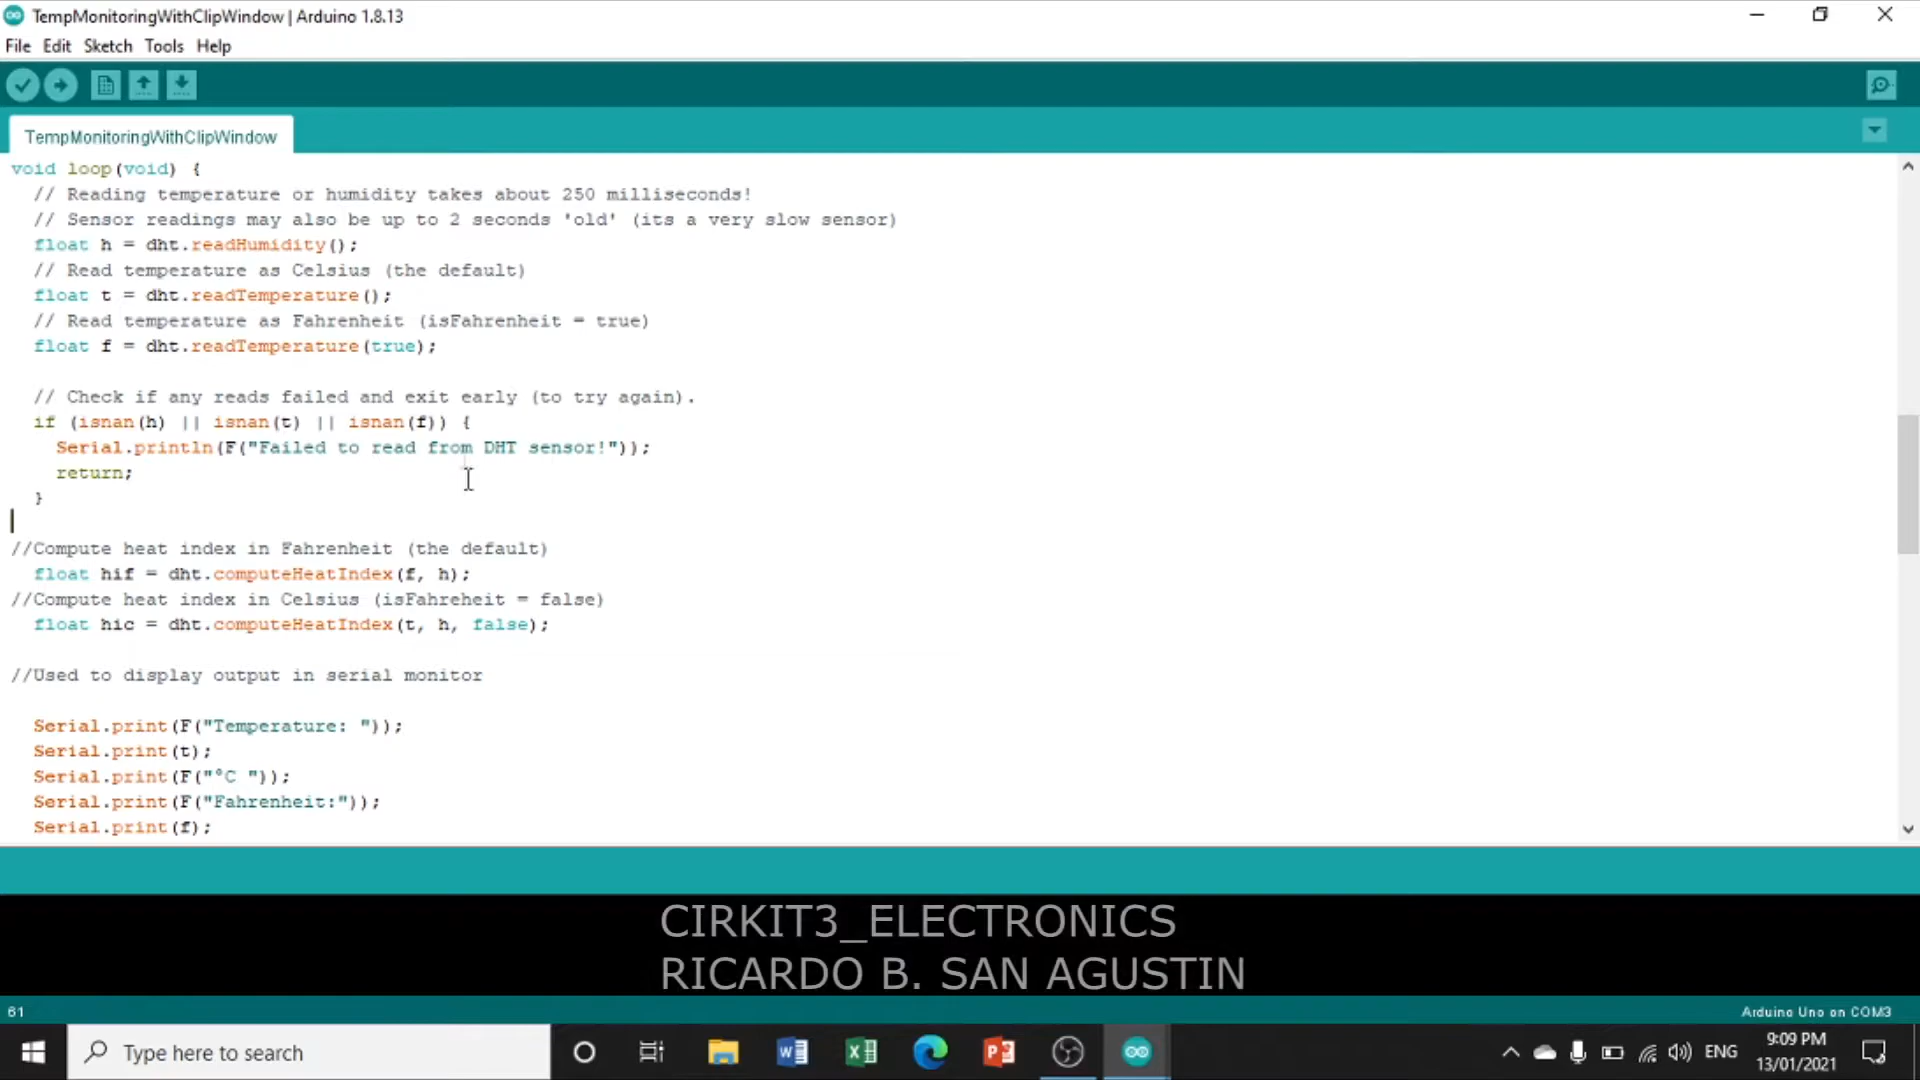 TempMonitoringWithClipWindow | Arduino 1.8.13
File Edit Sketch Tools Help
TempMonitoringWithClipWindow
void loop(void) {
// Reading temperature or humidity takes about 250 milliseconds!
// Sensor readings may also be up to 2 seconds 'old' (its a very slow sensor)
float h = dht.readHumidity();
// Read temperature as Celsius (the default)
float t = dht.readTemperature();
// Read temperature as Fahrenheit (isFahrenheit = true)
float f = dht.readTemperature(true);
// Check if any reads failed and exit early (to try again).
if (isnan(h) || isnan(t) || isnan(f)) {
Serial.println(F("Failed to read from DHT sensor!"));
return;
}
//Compute heat index in Fahrenheit (the default)
float hif = dht.computeHeatIndex(f, h);
//Compute heat index in Celsius (isFahreheit = false)
float hic = dht.computeHeatIndex(t, h, false);
//Used to display output in serial monitor
Serial.print(F("Temperature: "));
Serial.print(t);
Serial.print(F("°C "));
Serial.print(F("Fahrenheit:"));
Serial.print(f);
CIRKIT3_ELECTRONICS
RICARDO B. SAN AGUSTIN
61
Arduino Uno on COM3
Type here to search
ENG
9:09 PM
13/01/2021